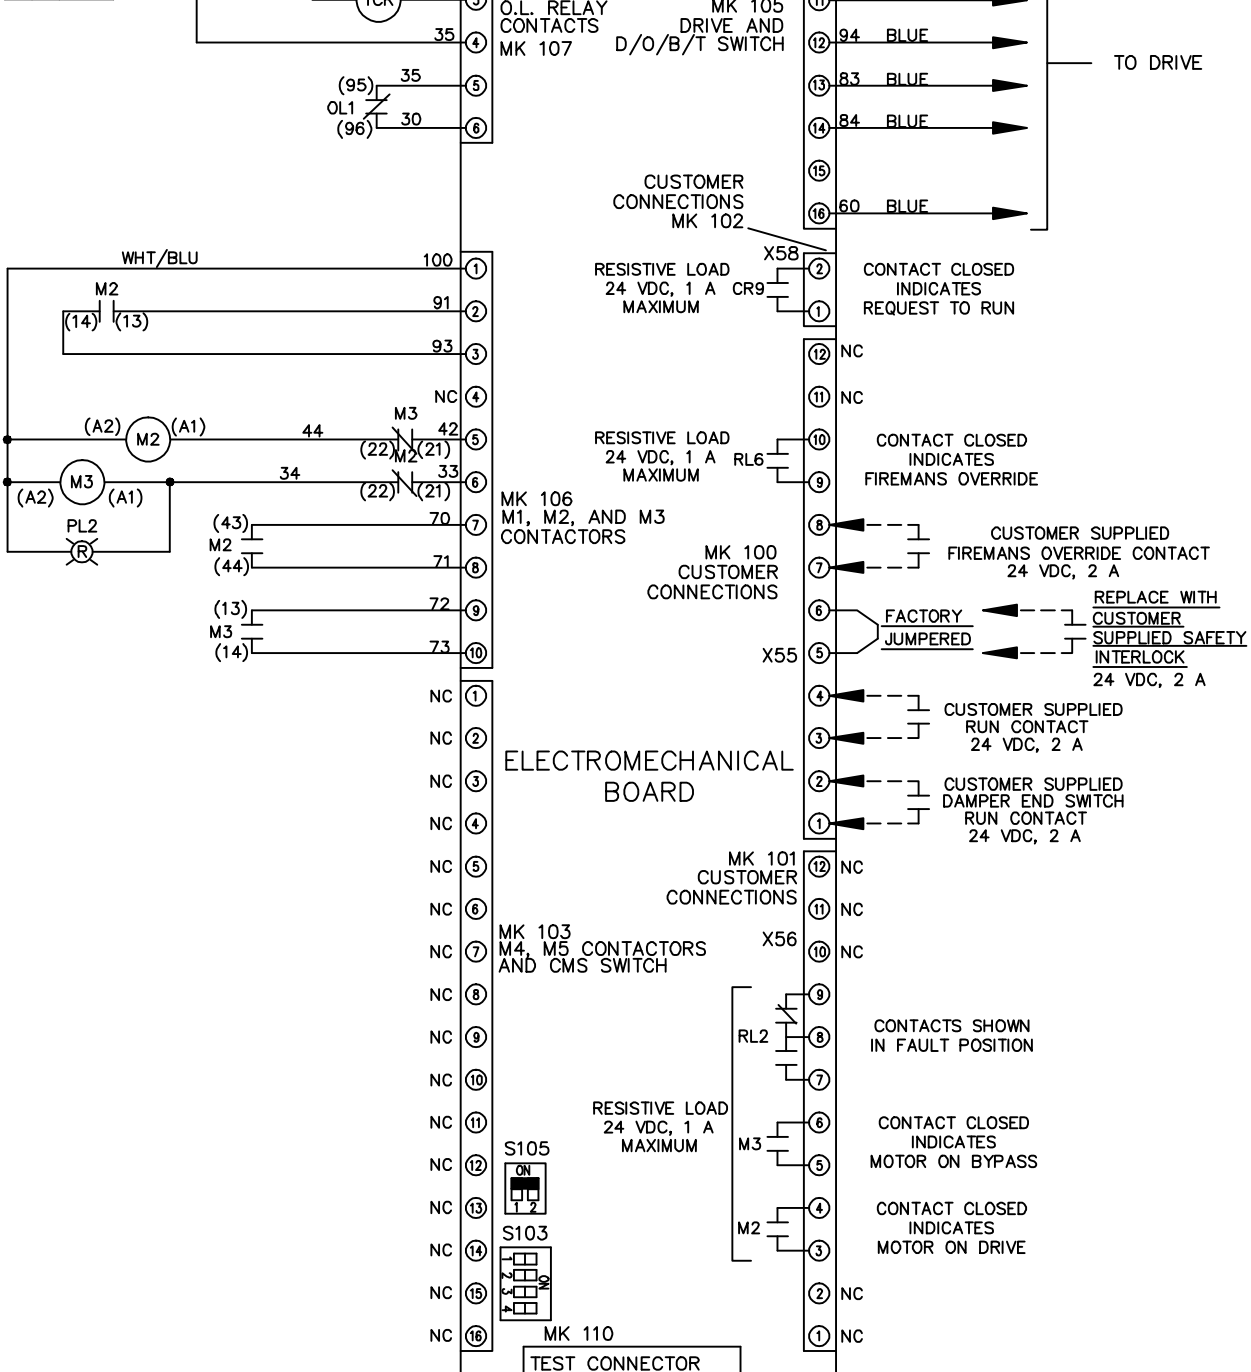 TCR
3
O.L. RELAY
CONTACTS
MK 107
35
4
(95)
35
5
OL1
(96)
30
6
MK 105
DRIVE AND
D/O/B/T SWITCH
11
12
94 BLUE
13
83 BLUE
14
84 BLUE
15
16
60 BLUE
TO DRIVE
CUSTOMER
CONNECTIONS
MK 102
WHT/BLU
100
1
M2
(14)
(13)
91
2
93
3
NC
4
(A2)
M2
(A1)
44
M3
(22)
(21)
42
5
(A2)
M3
(A1)
34
M2
(22)
(21)
33
6
PL2
R
MK 106
M1, M2, AND M3
CONTACTORS
(43)
M2
(44)
70
7
71
8
(13)
M3
(14)
72
9
73
10
X58
RESISTIVE LOAD
24 VDC, 1 A
MAXIMUM
CR9
2
1
CONTACT CLOSED
INDICATES
REQUEST TO RUN
12
NC
11
NC
RESISTIVE LOAD
24 VDC, 1 A
MAXIMUM
RL6
10
9
CONTACT CLOSED
INDICATES
FIREMANS OVERRIDE
MK 100
CUSTOMER
CONNECTIONS
8
7
CUSTOMER SUPPLIED
FIREMANS OVERRIDE CONTACT
24 VDC, 2 A
X55
6
5
FACTORY
JUMPERED
REPLACE WITH
CUSTOMER
SUPPLIED SAFETY
INTERLOCK
24 VDC, 2 A
4
3
CUSTOMER SUPPLIED
RUN CONTACT
24 VDC, 2 A
2
1
CUSTOMER SUPPLIED
DAMPER END SWITCH
RUN CONTACT
24 VDC, 2 A
ELECTROMECHANICAL
BOARD
NC 1
NC 2
NC 3
NC 4
NC 5
NC 6
NC 7
NC 8
NC 9
NC 10
NC 11
NC 12
NC 13
NC 14
NC 15
NC 16
MK 103
M4, M5 CONTACTORS
AND CMS SWITCH
MK 101
CUSTOMER
CONNECTIONS
X56
12 NC
11 NC
10 NC
RL2
9
8
7
CONTACTS SHOWN
IN FAULT POSITION
RESISTIVE LOAD
24 VDC, 1 A
MAXIMUM
M3
6
5
CONTACT CLOSED
INDICATES
MOTOR ON BYPASS
M2
4
3
CONTACT CLOSED
INDICATES
MOTOR ON DRIVE
2 NC
1 NC
S105
ON
1 2
S103
1
2
3
4
ON
MK 110
TEST CONNECTOR